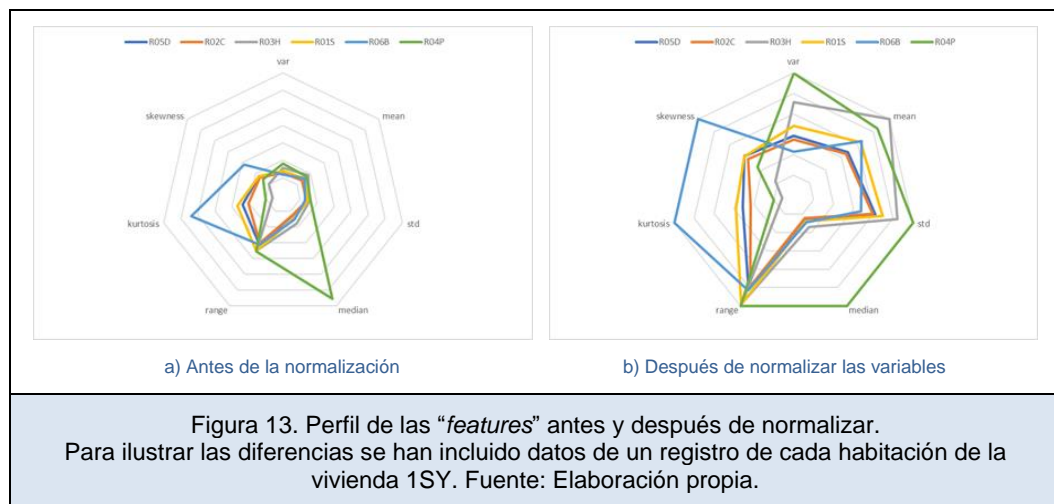 R05D R02C R03H R01S R06B R04P
var
mean
std
median
range
kurtosis
skewness
a) Antes de la normalización
R05D R02C R03H R01S R06B R04P
var
mean
std
median
range
kurtosis
skewness
b) Después de normalizar las variables
Figura 13. Perfil de las “features” antes y después de normalizar.
Para ilustrar las diferencias se han incluido datos de un registro de cada habitación de la
vivienda 1SY. Fuente: Elaboración propia.